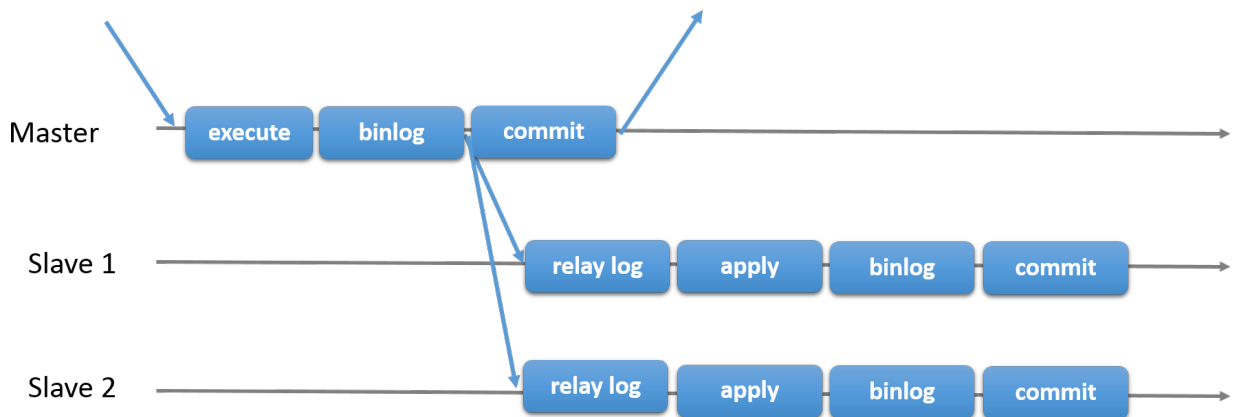 Master execute binlog commit
Slave 1 relay log apply binlog commit
Slave 2 relay log apply binlog commit